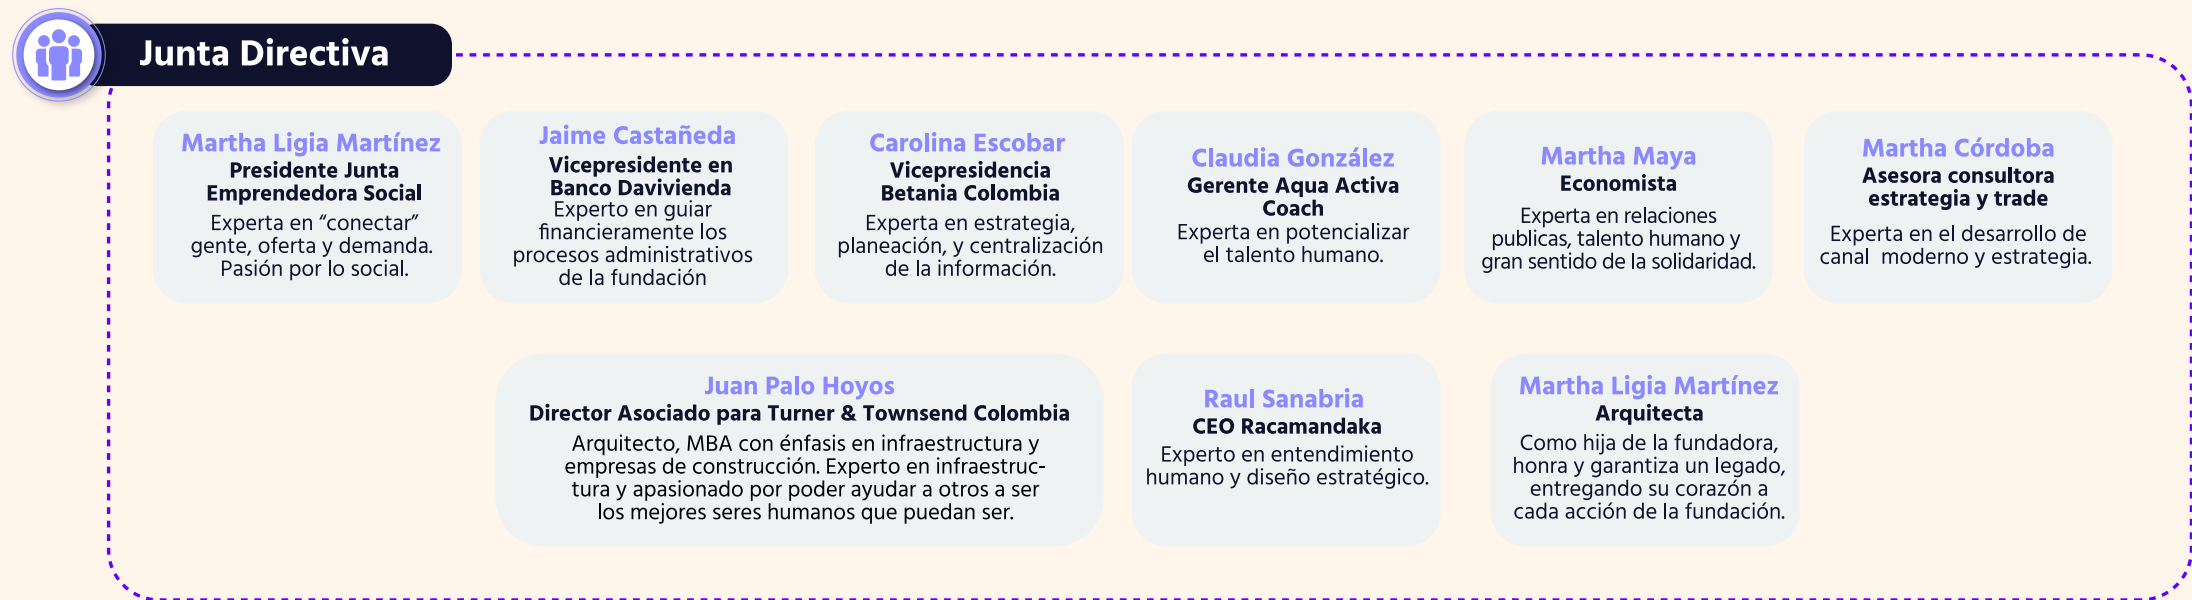 Junta Directiva
Martha Ligia Martínez
Presidente Junta
Emprendedora Social
Experta en “conectar”
gente, oferta y demanda.
Pasión por lo social.
Jaime Castañeda
Vicepresidente en
Banco Davivienda
Experto en guiar
financieramente los
procesos administrativos
de la fundación
Carolina Escobar
Vicepresidencia
Betania Colombia
Experta en estrategia,
planeación, y centralización
de la información.
Claudia González
Gerente Aqua Activa
Coach
Experta en potencializar
el talento humano.
Martha Maya
Economista
Experta en relaciones
publicas, talento humano y
gran sentido de la solidaridad.
Martha Córdoba
Asesora consultora
estrategia y trade
Experta en el desarrollo de
canal  moderno y estrategia.
Juan Palo Hoyos
Director Asociado para Turner & Townsend Colombia
Arquitecto, MBA con énfasis en infraestructura y
empresas de construcción. Experto en infraestruc-
tura y apasionado por poder ayudar a otros a ser
los mejores seres humanos que puedan ser.
Raul Sanabria
CEO Racamandaka
Experto en entendimiento
humano y diseño estratégico.
Martha Ligia Martínez
Arquitecta
Como hija de la fundadora,
honra y garantiza un legado,
entregando su corazón a
cada acción de la fundación.